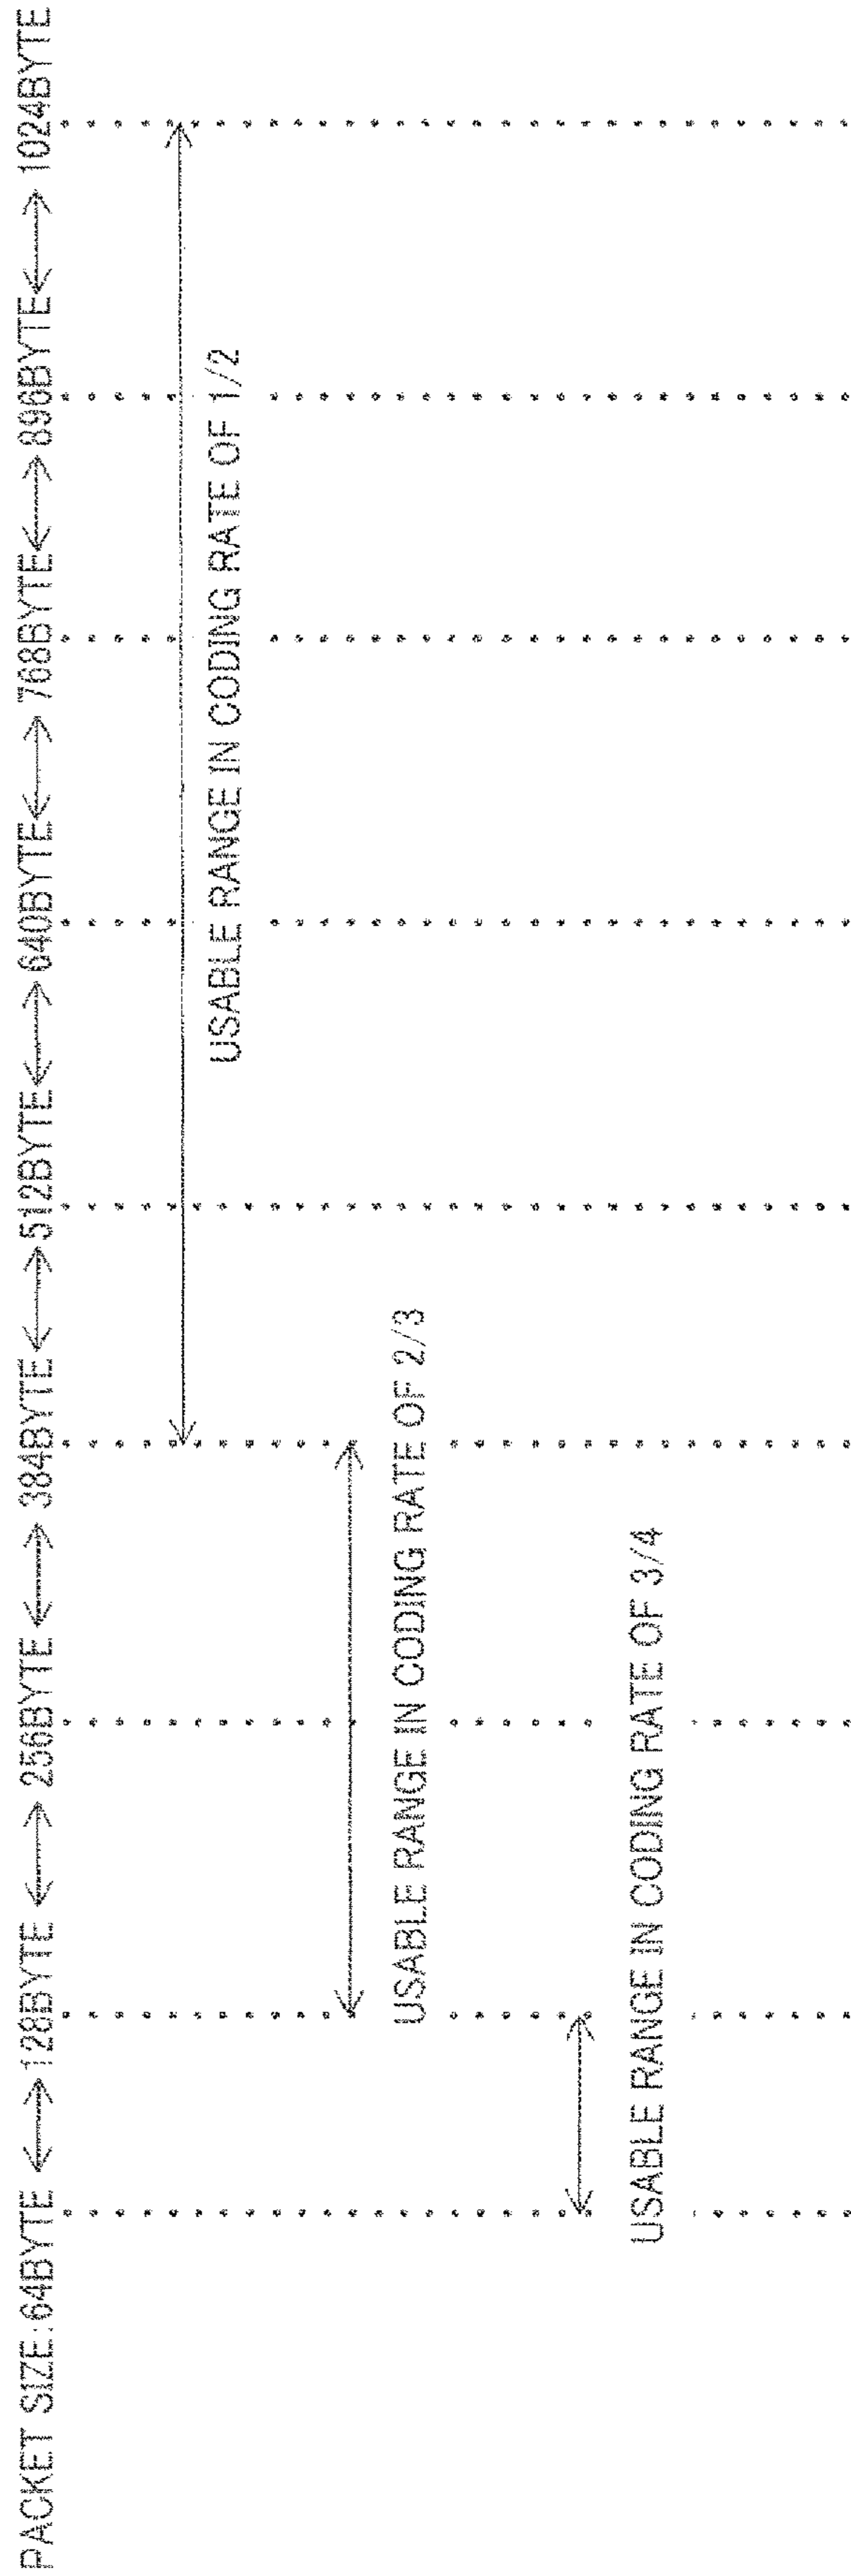 PACKET SIZE:64BYTE 128BYTE 256BYTE 384BYTE 512BYTE 640BYTE 768BYTE 896BYTE 1024BYTE
USABLE RANGE IN CODING RATE OF 1/2
USABLE RANGE IN CODING RATE OF 2/3
USABLE RANGE IN CODING RATE OF 3/4